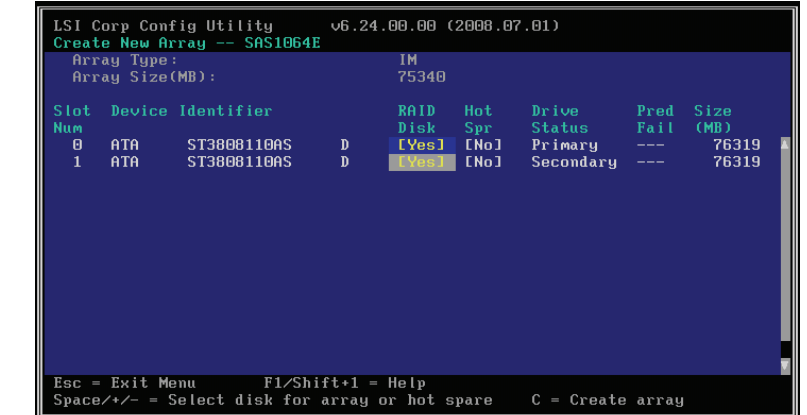 LSI Corp Config Utility v6.24.00.00 (2008.07.01)
Create New Array -- SAS1064E
Array Type: IM
Array Size(MB): 75340
Slot Device Identifier RAID Hot Drive Pred Size
Num Disk Spr Status Fail (MB)
0 ATA ST3808110AS D [Yes] [No] Primary --- 76319
1 ATA ST3808110AS D [Yes] [No] Secondary --- 76319
Esc = Exit Menu F1/Shift+1 = Help
Space/+/- = Select disk for array or hot spare C = Create array